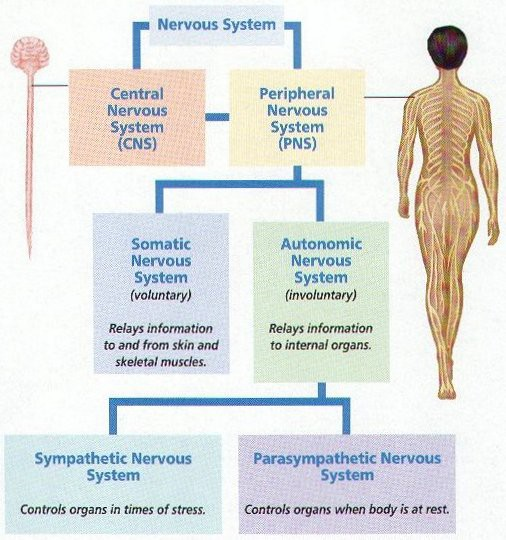 Nervous System
Central
Nervous
System
(CNS)
Peripheral
Nervous
System
(PNS)
Somatic
Nervous
System
(voluntary)
Relays information
to and from skin and
skeletal muscles.
Autonomic
Nervous
System
(involuntary)
Relays information
to internal organs.
Sympathetic Nervous
System
Controls organs in times of stress.
Parasympathetic Nervous
System
Controls organs when body is at rest.